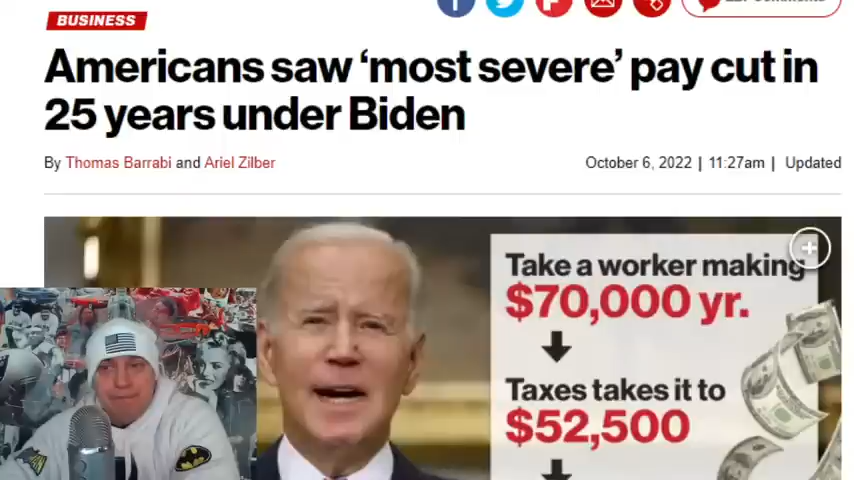 BUSINESS
Americans saw ‘most severe’ pay cut in
25 years under Biden
By Thomas Barrabi and Ariel Zilber
October 6, 2022 | 11:27am | Updated
Take a worker making
$70,000 yr.
Taxes takes it to
$52,500